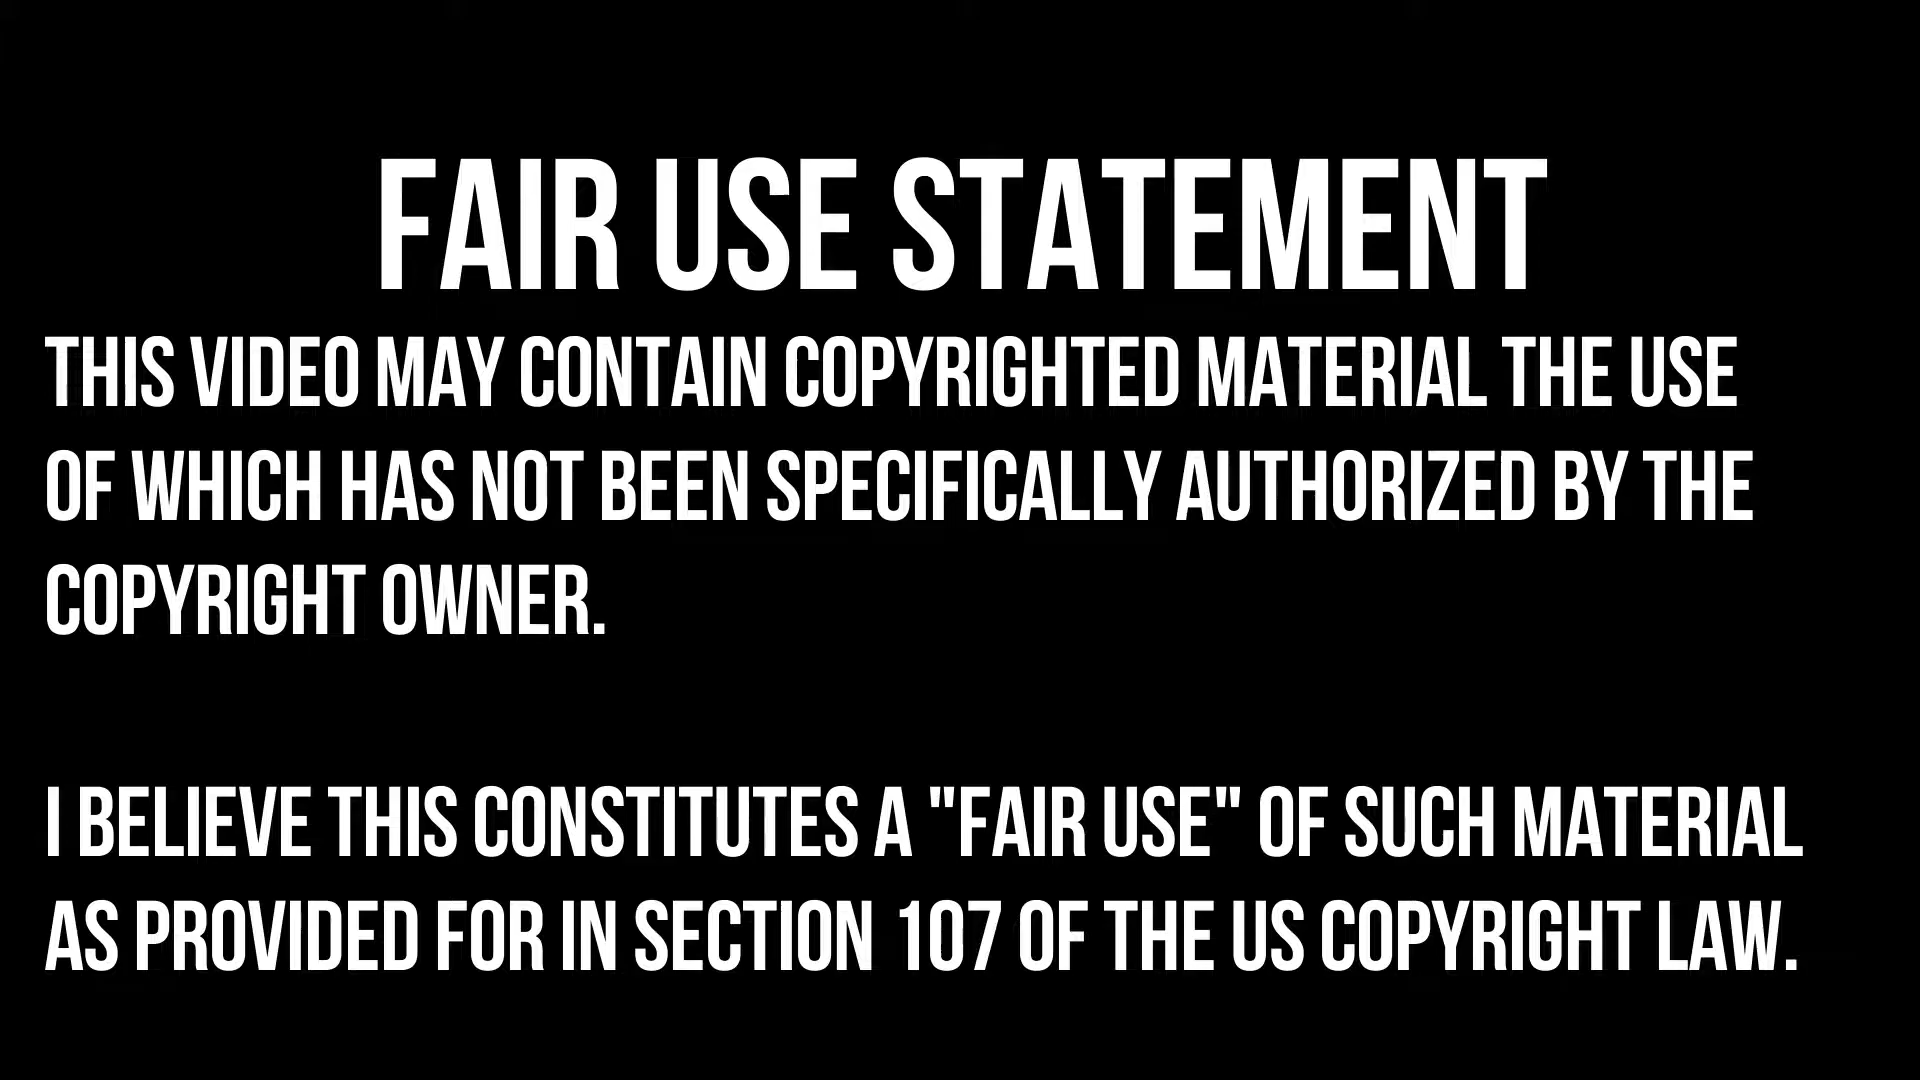 FAIR USE STATEMENT
THIS VIDEO MAY CONTAIN COPYRIGHTED MATERIAL THE USE
OF WHICH HAS NOT BEEN SPECIFICALLY AUTHORIZED BY THE
COPYRIGHT OWNER.
I BELIEVE THIS CONSTITUTES A "FAIR USE" OF SUCH MATERIAL
AS PROVIDED FOR IN SECTION 107 OF THE US COPYRIGHT LAW.